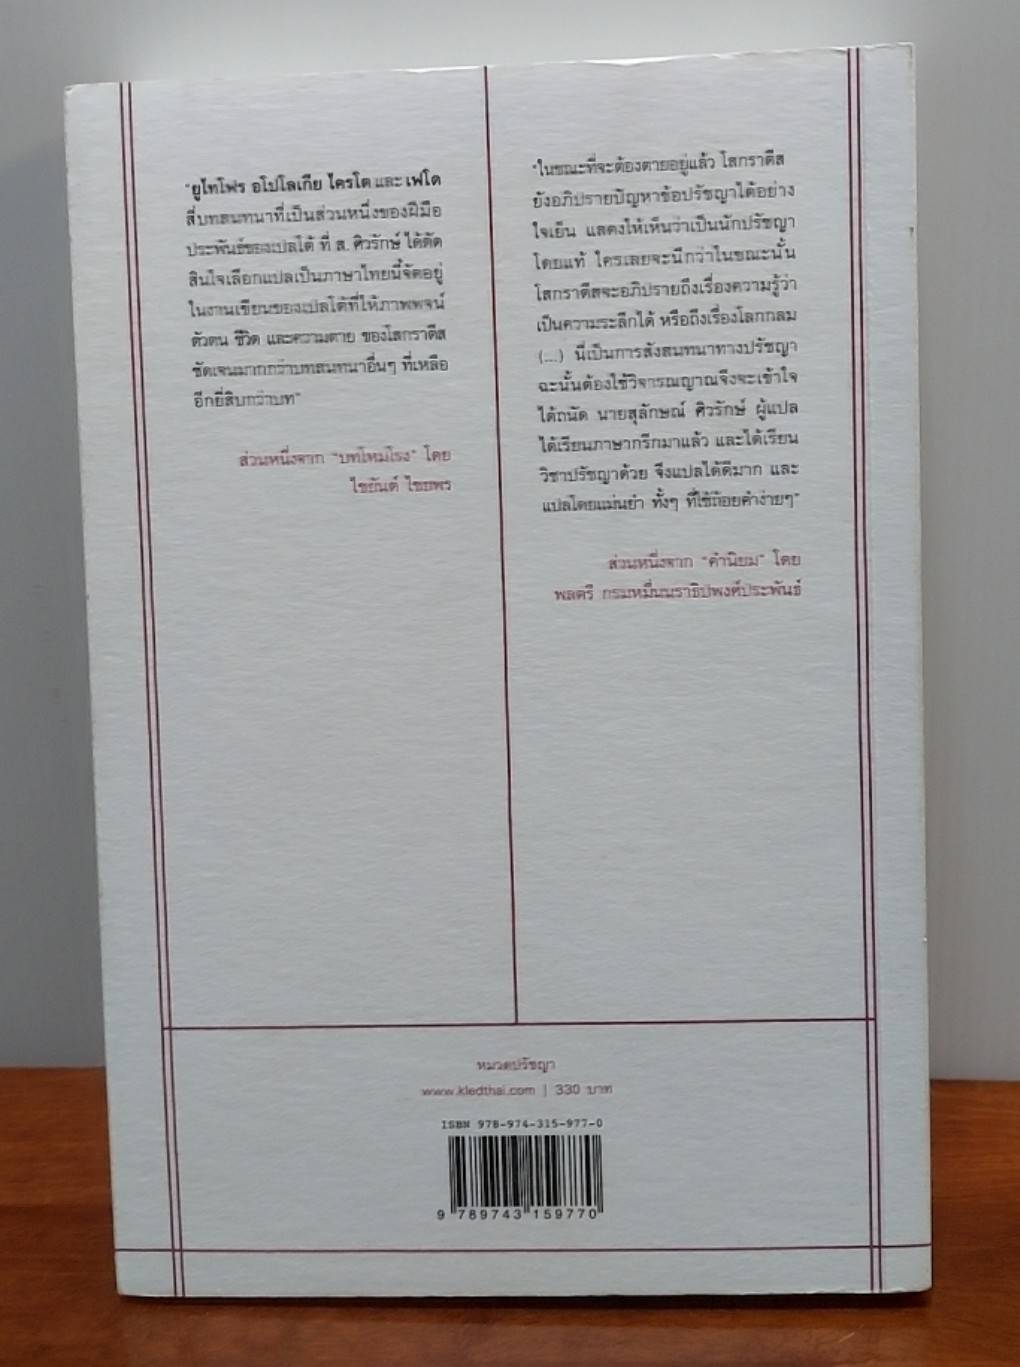 "ยูไทโฟร อโปโลเกีย ไครโต และ เฟโด
สี่บทสนทนาที่เป็นส่วนหนึ่งของฝีมือ
ประพันธ์ของเปลโต้ ที่ ส. ศิวรักษ์ ได้ตัด
สินใจเลือกแปลเป็นภาษาไทยนี้จัดอยู่
ในงานเขียนของเปลโต้ที่ให้ภาพพจน์
ตัวตน ชีวิต และความตาย ของโสกราตีส
ชัดเจนมากกว่าบทสนทนาอื่นๆ ที่เหลือ
อีกยี่สิบกว่าบท"
ส่วนหนึ่งจาก "บทโหมโรง" โดย
ไชยันต์ ไชยพร
"ในขณะที่จะต้องตายอยู่แล้ว โสกราตีส
ยังอภิปรายปัญหาข้อปรัชญาได้อย่าง
ใจเย็น แสดงให้เห็นว่าเป็นนักปรัชญา
โดยแท้ ใครเลยจะนึกว่าในขณะนั้น
โสกราตีสจะอภิปรายถึงเรื่องความรู้ว่า
เป็นความระลึกได้ หรือถึงเรื่องโลกกลม
(...) นี่เป็นการสังสนทนาทางปรัชญา
ฉะนั้นต้องใช้วิจารณญาณจึงจะเข้าใจ
ได้ถนัด นายสุลักษณ์ ศิวรักษ์ ผู้แปล
ได้เรียนภาษากรีกมาแล้ว และได้เรียน
วิชาปรัชญาด้วย จึงแปลได้ดีมาก และ
แปลโดยแม่นยำ ทั้งๆ ที่ใช้ถ้อยคำง่ายๆ"
ส่วนหนึ่งจาก "คำนิยม" โดย
พลตรี กรมหมื่นนราธิปพงศ์ประพันธ์
หมวดปรัชญา
www.kledthai.com | 330 บาท
ISBN 978-974-315-977-0
9 789743 159770